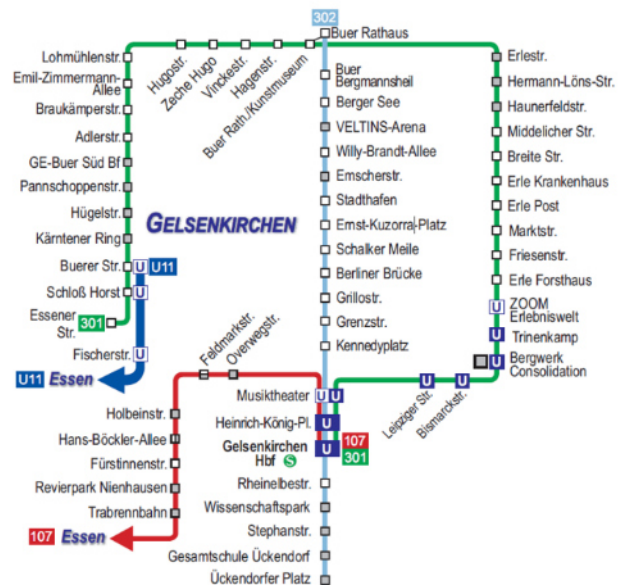 302
Buer Rathaus
Lohmühlenstr.
Emil-Zimmermann-
Allee
Braukämperstr.
Adlerstr.
GE-Buer Süd Bf
Pannschoppenstr.
Hügelstr.
Kärntener Ring
Buerer Str.
U
U11
Schloß Horst
U
Essener
Str.
301
Fischerstr.
U
U11 Essen
Hugostr.
Zeche Hugo
Vinckestr.
Hagenstr.
Buer Rath./Kunstmuseum
GELSENKIRCHEN
Buer
Bergmannsheil
Berger See
VELTINS-Arena
Willy-Brandt-Allee
Emscherstr.
Stadthafen
Ernst-Kuzorra-Platz
Schalker Meile
Berliner Brücke
Grillostr.
Grenzstr.
Kennedyplatz
Erlestr.
Hermann-Löns-Str.
Haunerfeldstr.
Middelicher Str.
Breite Str.
Erle Krankenhaus
Erle Post
Marktstr.
Friesenstr.
Erle Forsthaus
U
ZOOM
Erlebniswelt
U
Trinenkamp
U
Bergwerk
Consolidation
U
U
Leipziger Str.
Bismarckstr.
Feldmarkstr.
Overwegstr.
Musiktheater
U
U
Heinrich-König-Pl.
U
Gelsenkirchen
Hbf
S
U
107
301
Holbeinstr.
Hans-Böckler-Allee
Fürstinnenstr.
Revierpark Nienhausen
Trabrennbahn
107 Essen
Rheinelbestr.
Wissenschaftspark
Stephanstr.
Gesamtschule Ückendorf
Ückendorfer Platz